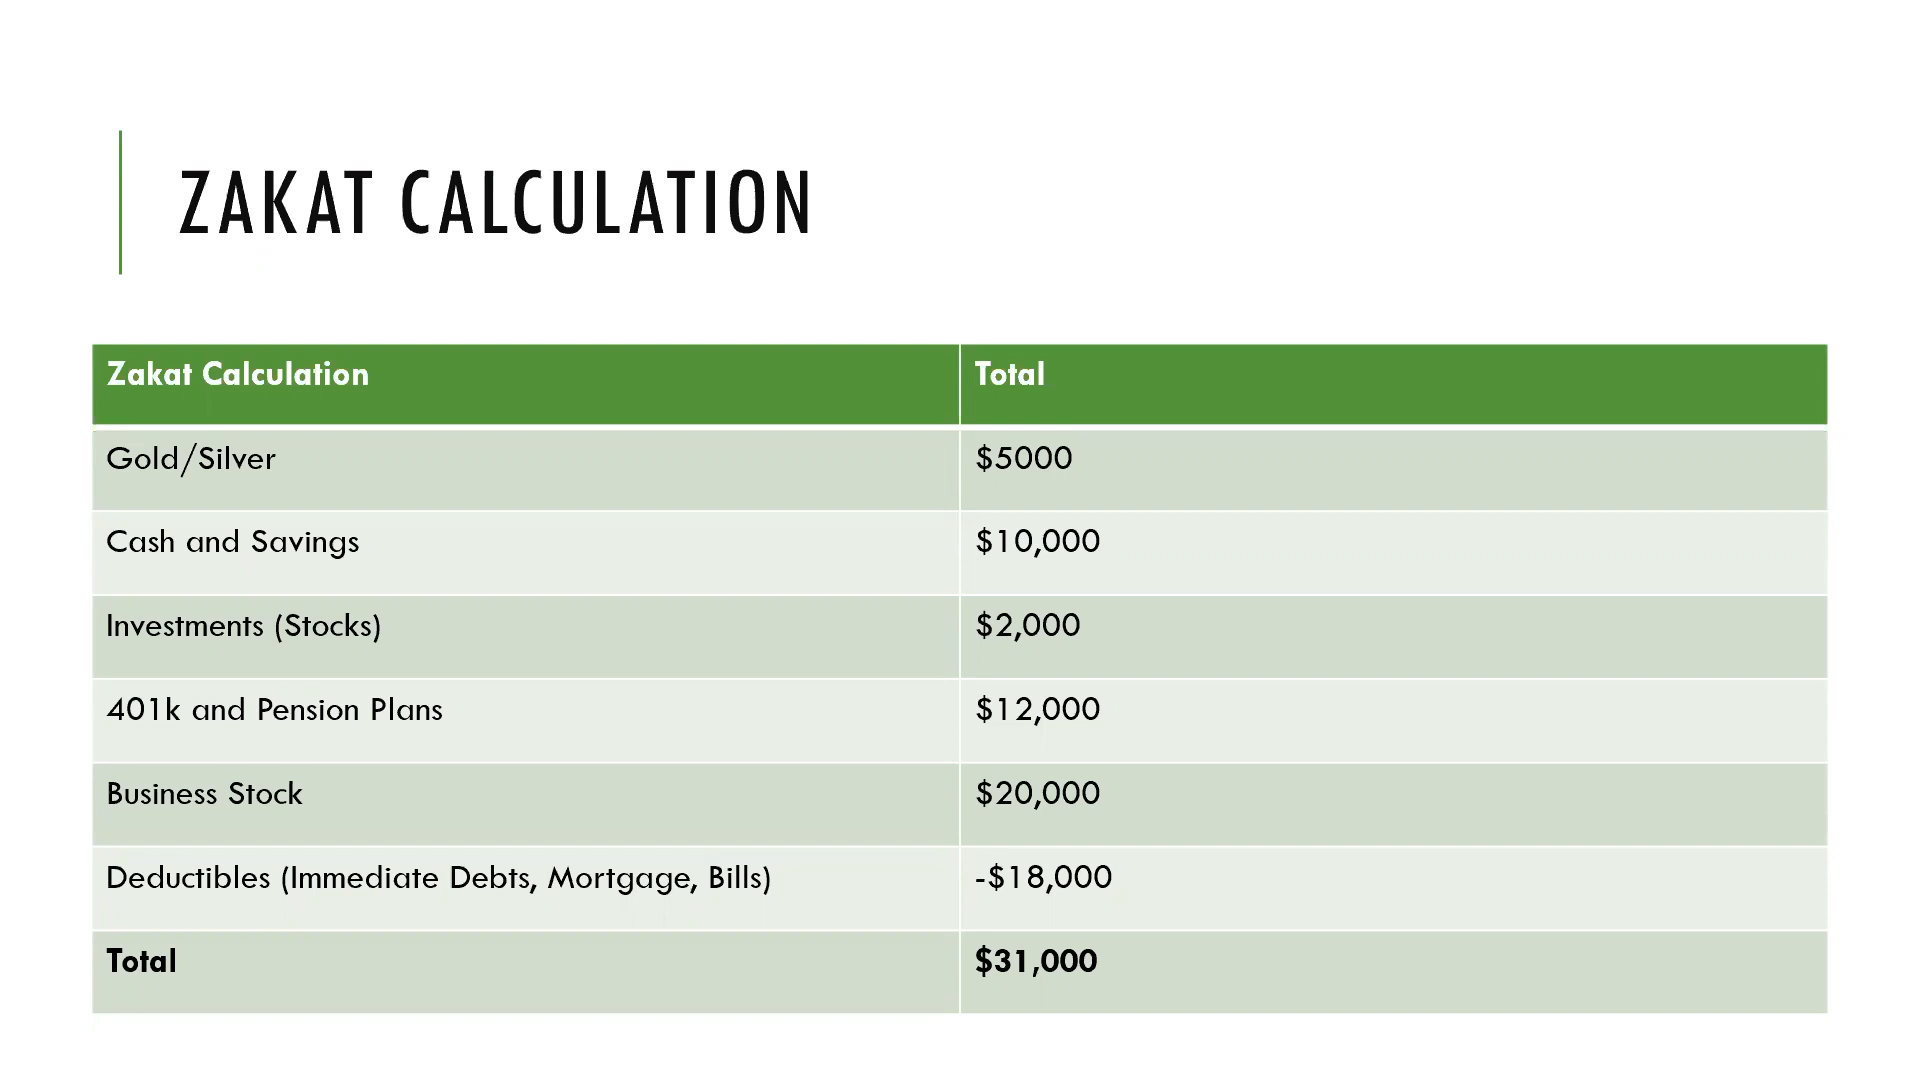 ZAKAT CALCULATION
Zakat Calculation Total
Gold/Silver $5000
Cash and Savings $10,000
Investments (Stocks) $2,000
401k and Pension Plans $12,000
Business Stock $20,000
Deductibles (Immediate Debts, Mortgage, Bills) -$18,000
Total $31,000